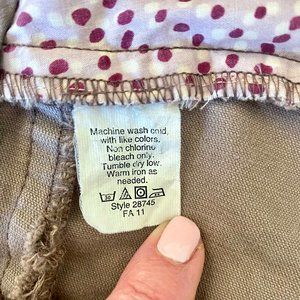 Machine wash cold,
with like colors.
Non chlorine
bleach only.
Tumble dry low.
Warm iron as
needed.
Style 28745
FA 11